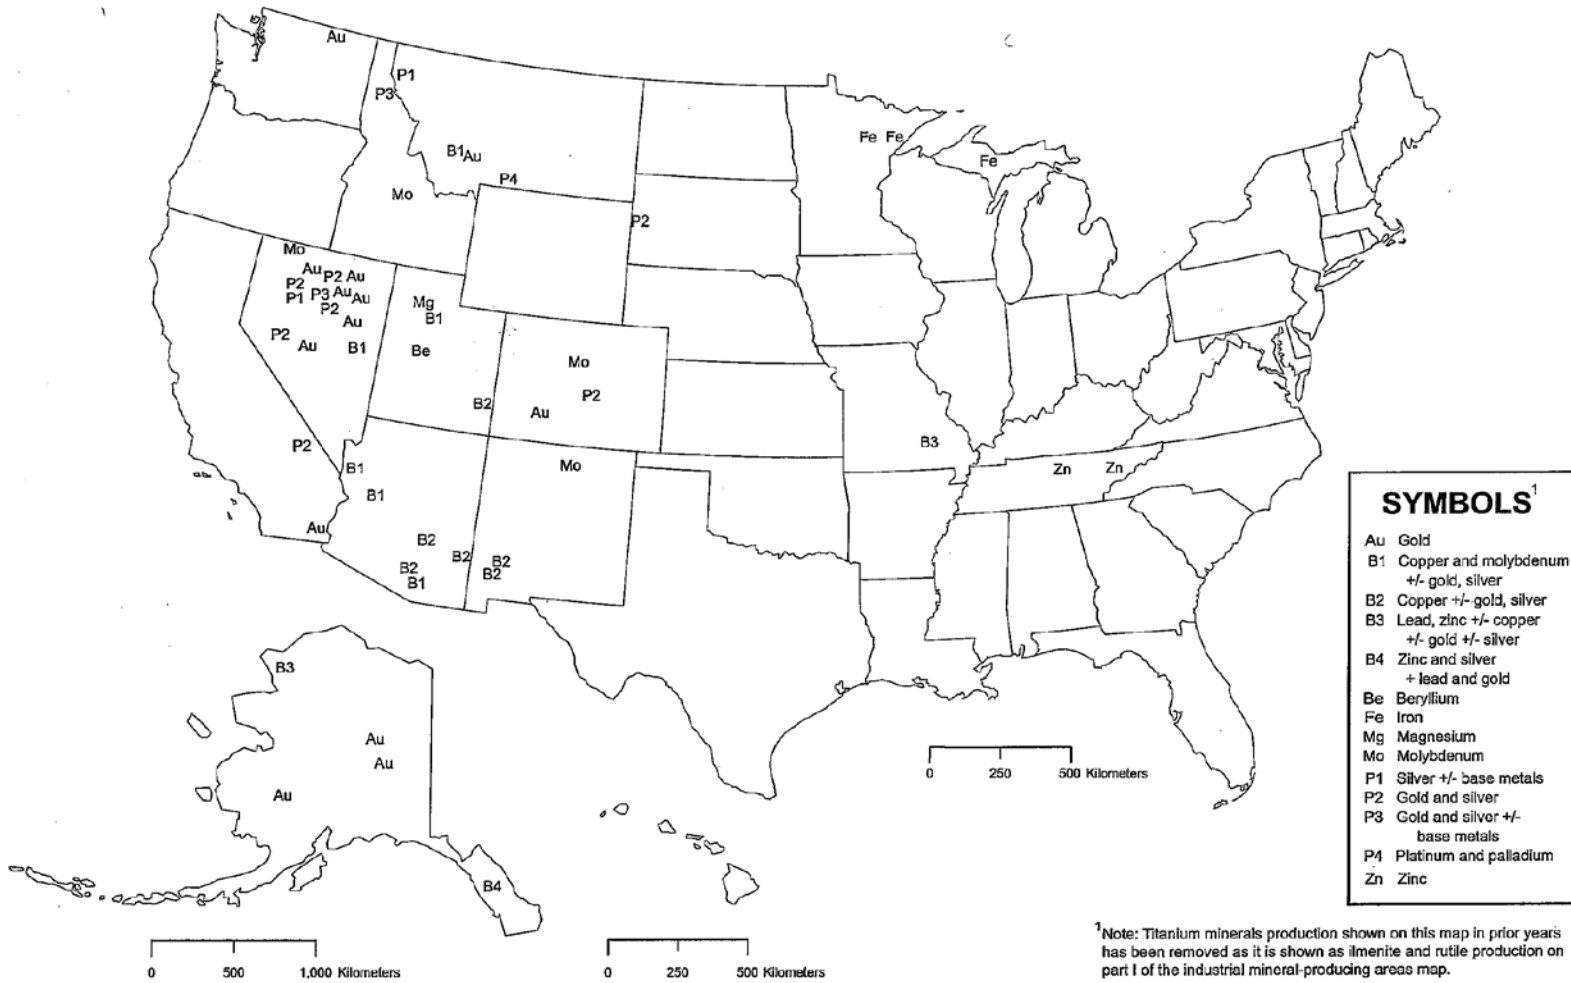 Au
P1
P3
Fe Fe
Fe
B1 Au
P4
Mo
P2
Mo
Au P2 Au
P2
P1 P3 Au Au
P2
Au
P2
Au B1
Mg
B1
Be
Mo
P2
B2
Au
P2
B3
B1
Mo
Zn Zn
B1
Au
B2
B2
B2
B2
B2
B1
B3
Au
Au
Au
B4
0 250 500 Kilometers
0 500 1,000 Kilometers
0 250 500 Kilometers
SYMBOLS1
Au Gold
B1 Copper and molybdenum
+/- gold, silver
B2 Copper +/- gold, silver
B3 Lead, zinc +/- copper
+/- gold +/- silver
B4 Zinc and silver
+ lead and gold
Be Beryllium
Fe Iron
Mg Magnesium
Mo Molybdenum
P1 Silver +/- base metals
P2 Gold and silver
P3 Gold and silver +/-
base metals
P4 Platinum and palladium
Zn Zinc
1Note: Titanium minerals production shown on this map in prior years
has been removed as it is shown as ilmenite and rutile production on
part I of the industrial mineral-producing areas map.